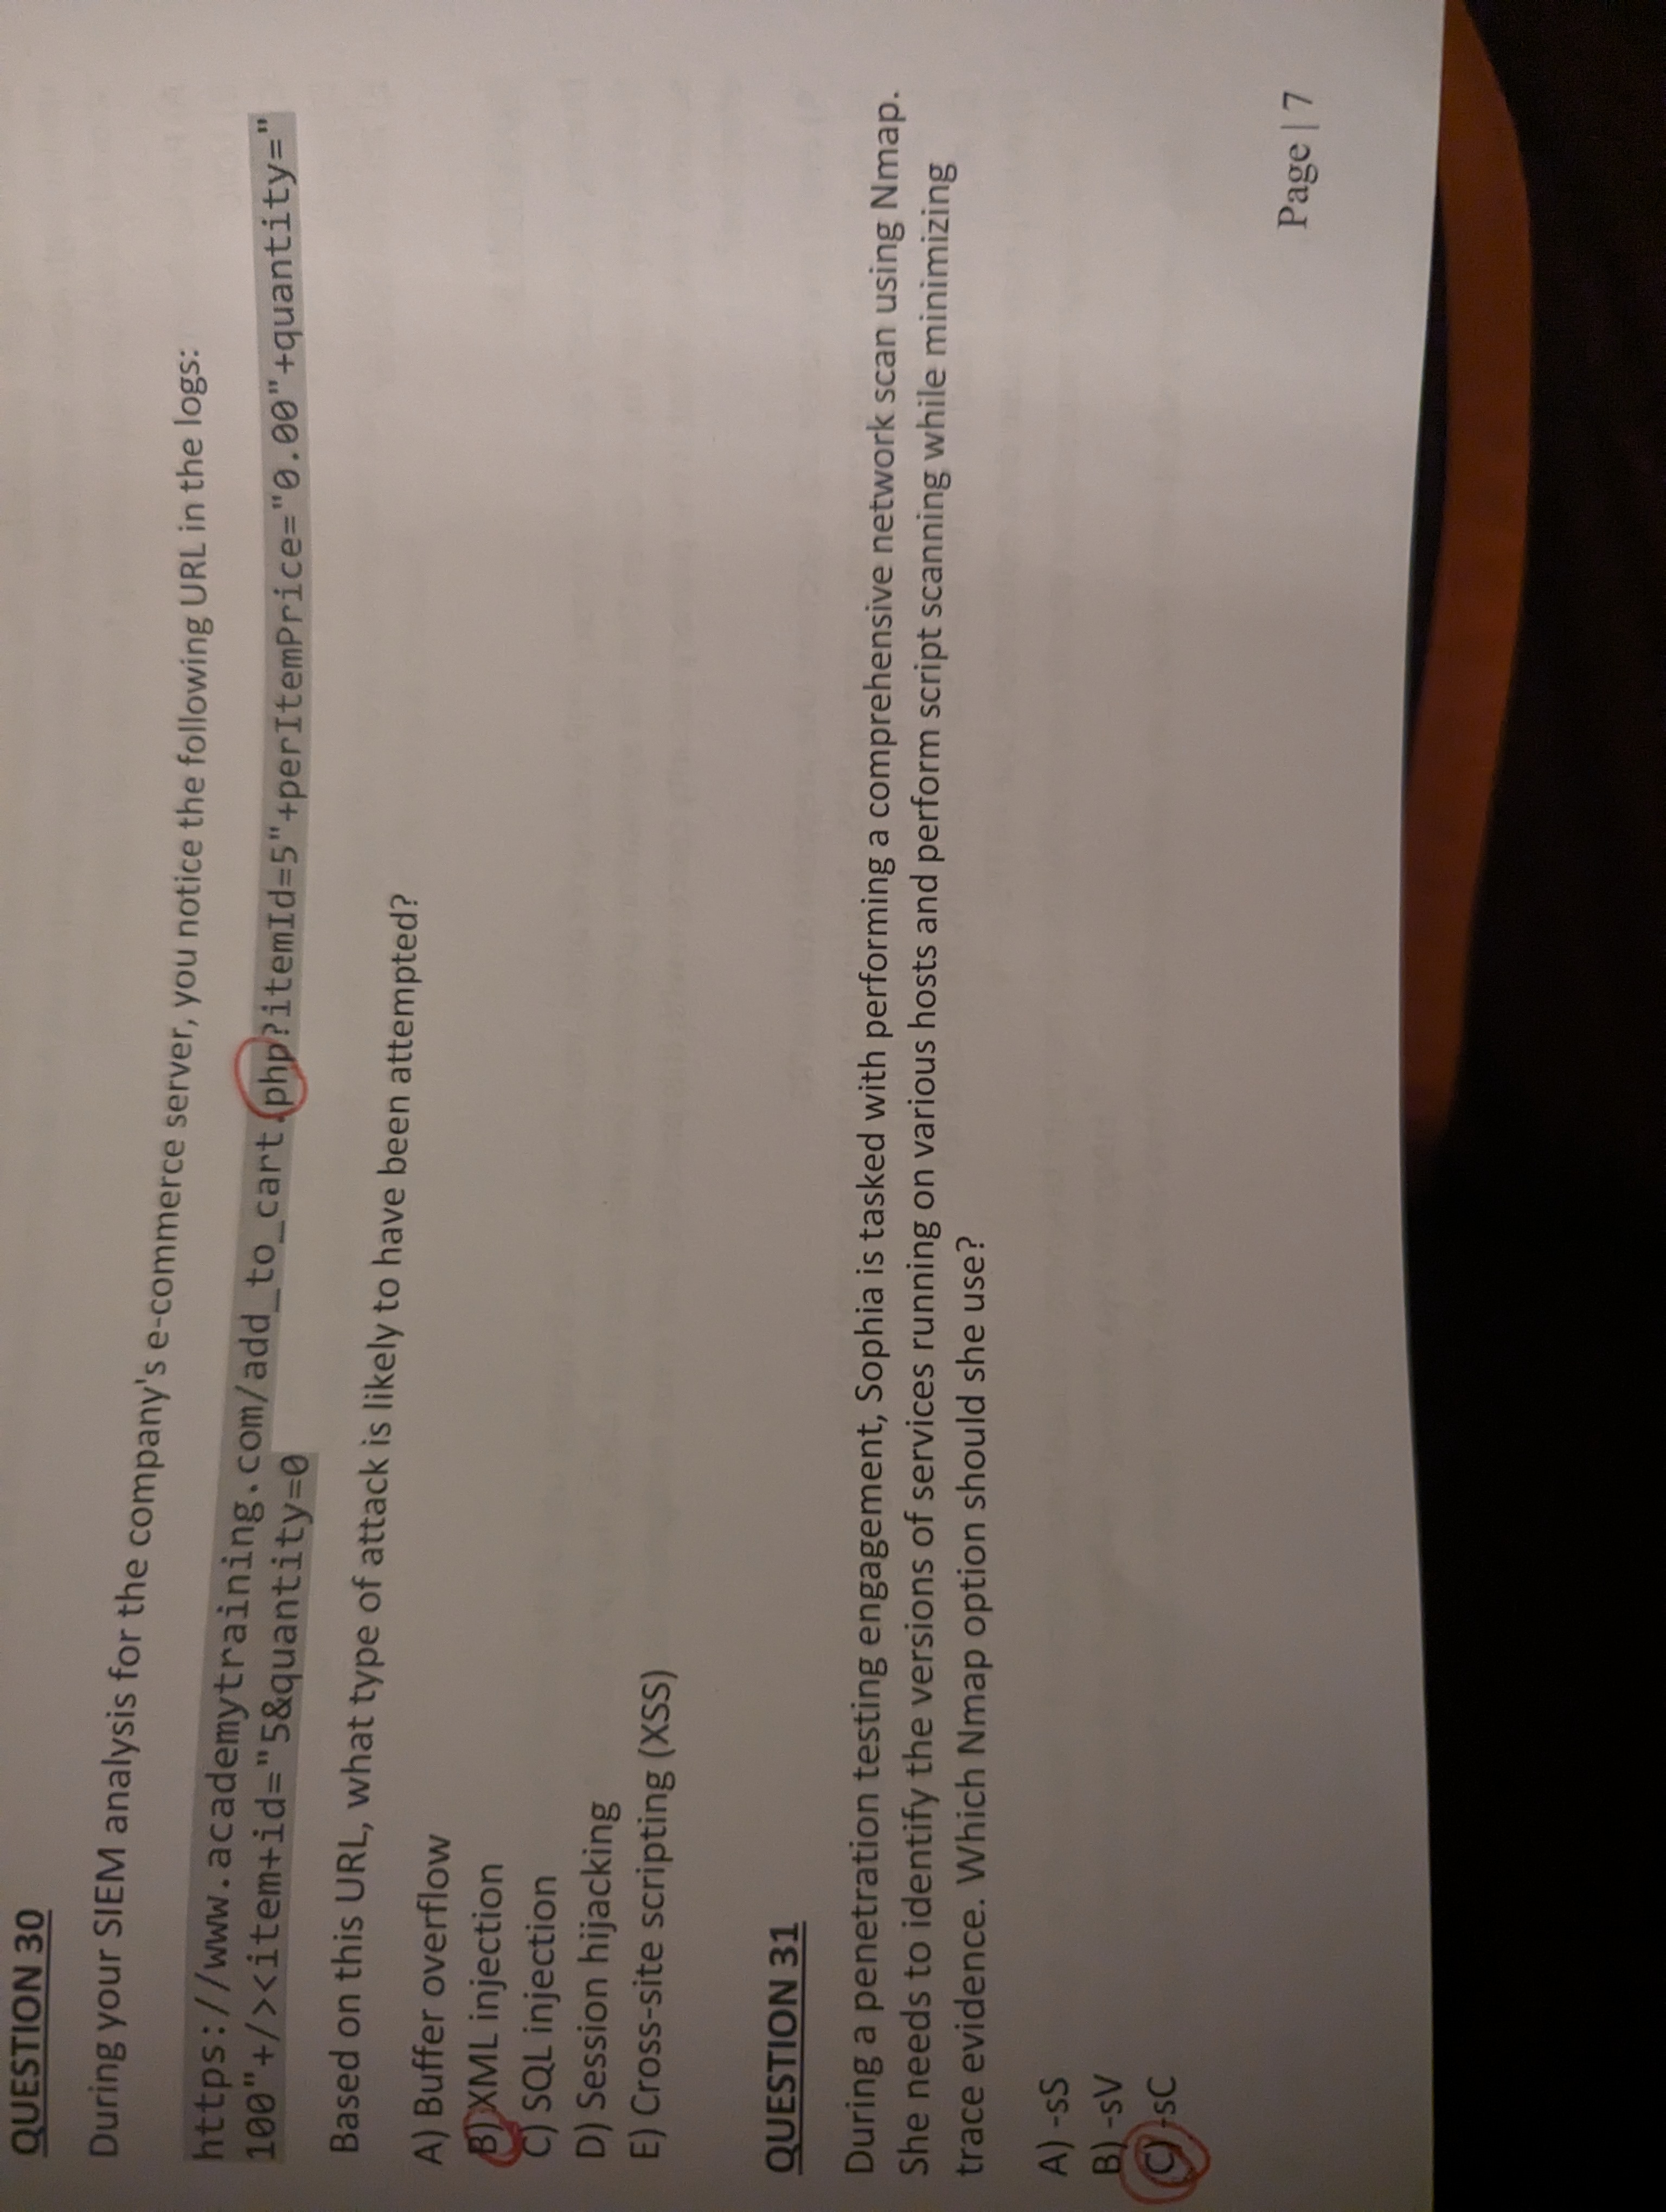 QUESTION 30
During your SIEM analysis for the company's e-commerce server, you notice the following URL in the logs:
https://www.academytraining.com/add_to_cart.php?itemId=5"+perItemPrice="0.00"+quantity="
100"+/><item+id="5&quantity=0
Based on this URL, what type of attack is likely to have been attempted?
A) Buffer overflow
B) XML injection
C) SQL injection
D) Session hijacking
E) Cross-site scripting (XSS)
QUESTION 31
During a penetration testing engagement, Sophia is tasked with performing a comprehensive network scan using Nmap.
She needs to identify the versions of services running on various hosts and perform script scanning while minimizing
trace evidence. Which Nmap option should she use?
A) -sS
B) -sV
C) -sC
Page | 7